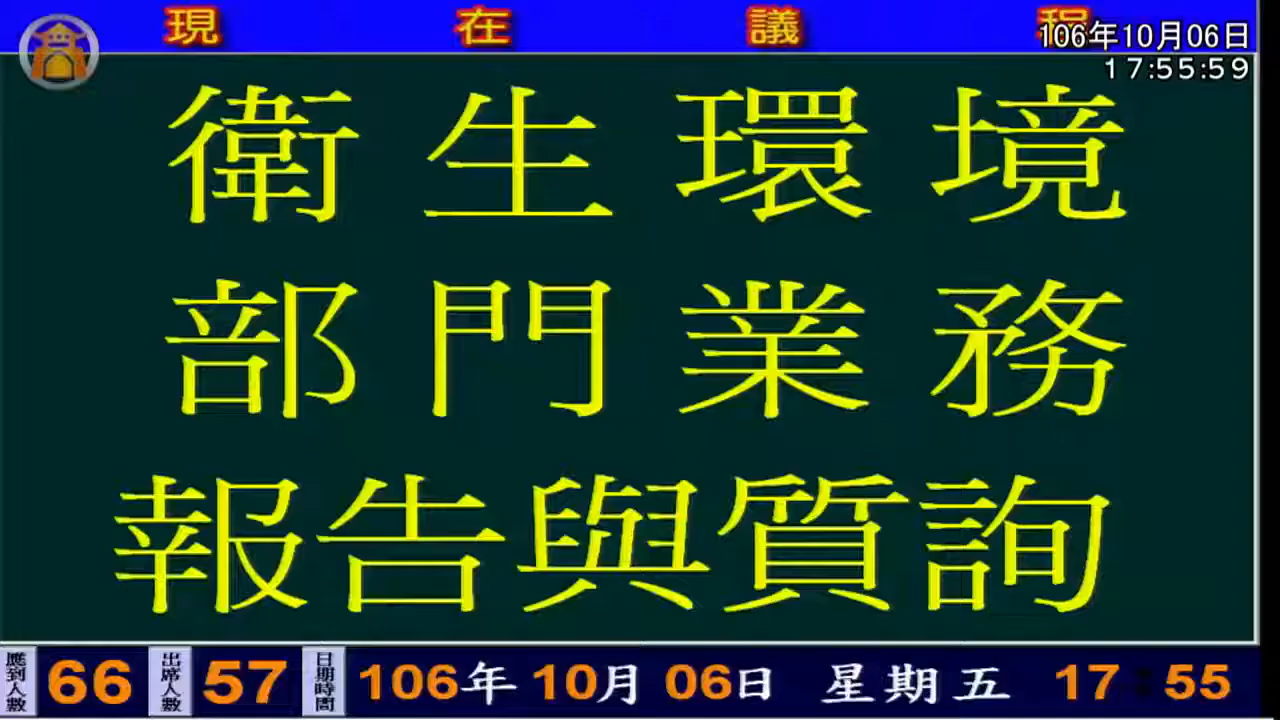 現在議程
106年10月06日
17:55:59
衛生環境
部門業務
報告與質詢
應到人數 66 出席人數 57 日期時間 106年10月06日 星期五 17:55